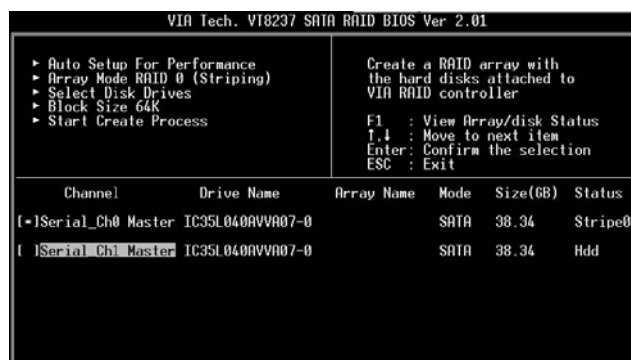 VIA Tech. VT8237 SATA RAID BIOS Ver 2.01
► Auto Setup For Performance
► Array Mode RAID 0 (Striping)
► Select Disk Drives
► Block Size 64K
► Start Create Process
Create a RAID array with
the hard disks attached to
VIA RAID controller
F1 : View Array/disk Status
↑,↓ : Move to next item
Enter: Confirm the selection
ESC : Exit
Channel Drive Name Array Name Mode Size(GB) Status
[*]Serial_Ch0 Master IC35L040AVVA07-0 SATA 38.34 Stripe0
[ ]Serial_Ch1 Master IC35L040AVVA07-0 SATA 38.34 Hdd